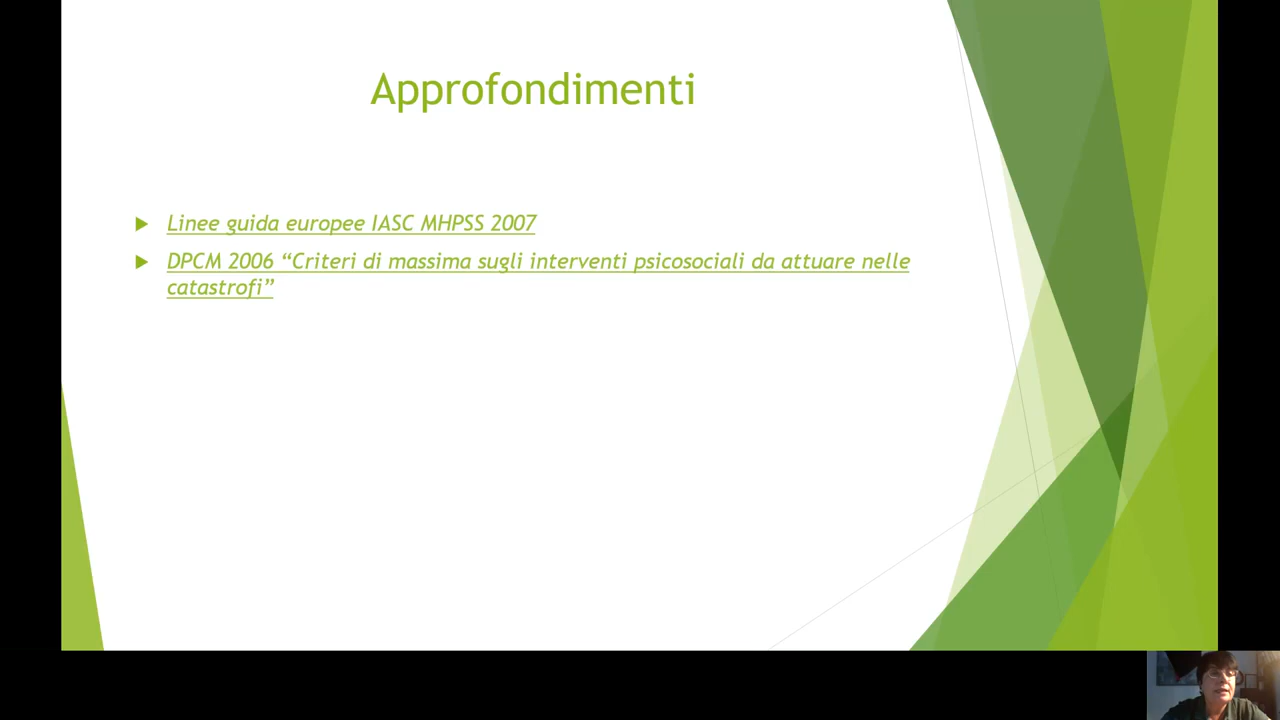 Approfondimenti
Linee guida europee IASC MHPSS 2007
DPCM 2006 “Criteri di massima sugli interventi psicosociali da attuare nelle
catastrofi”